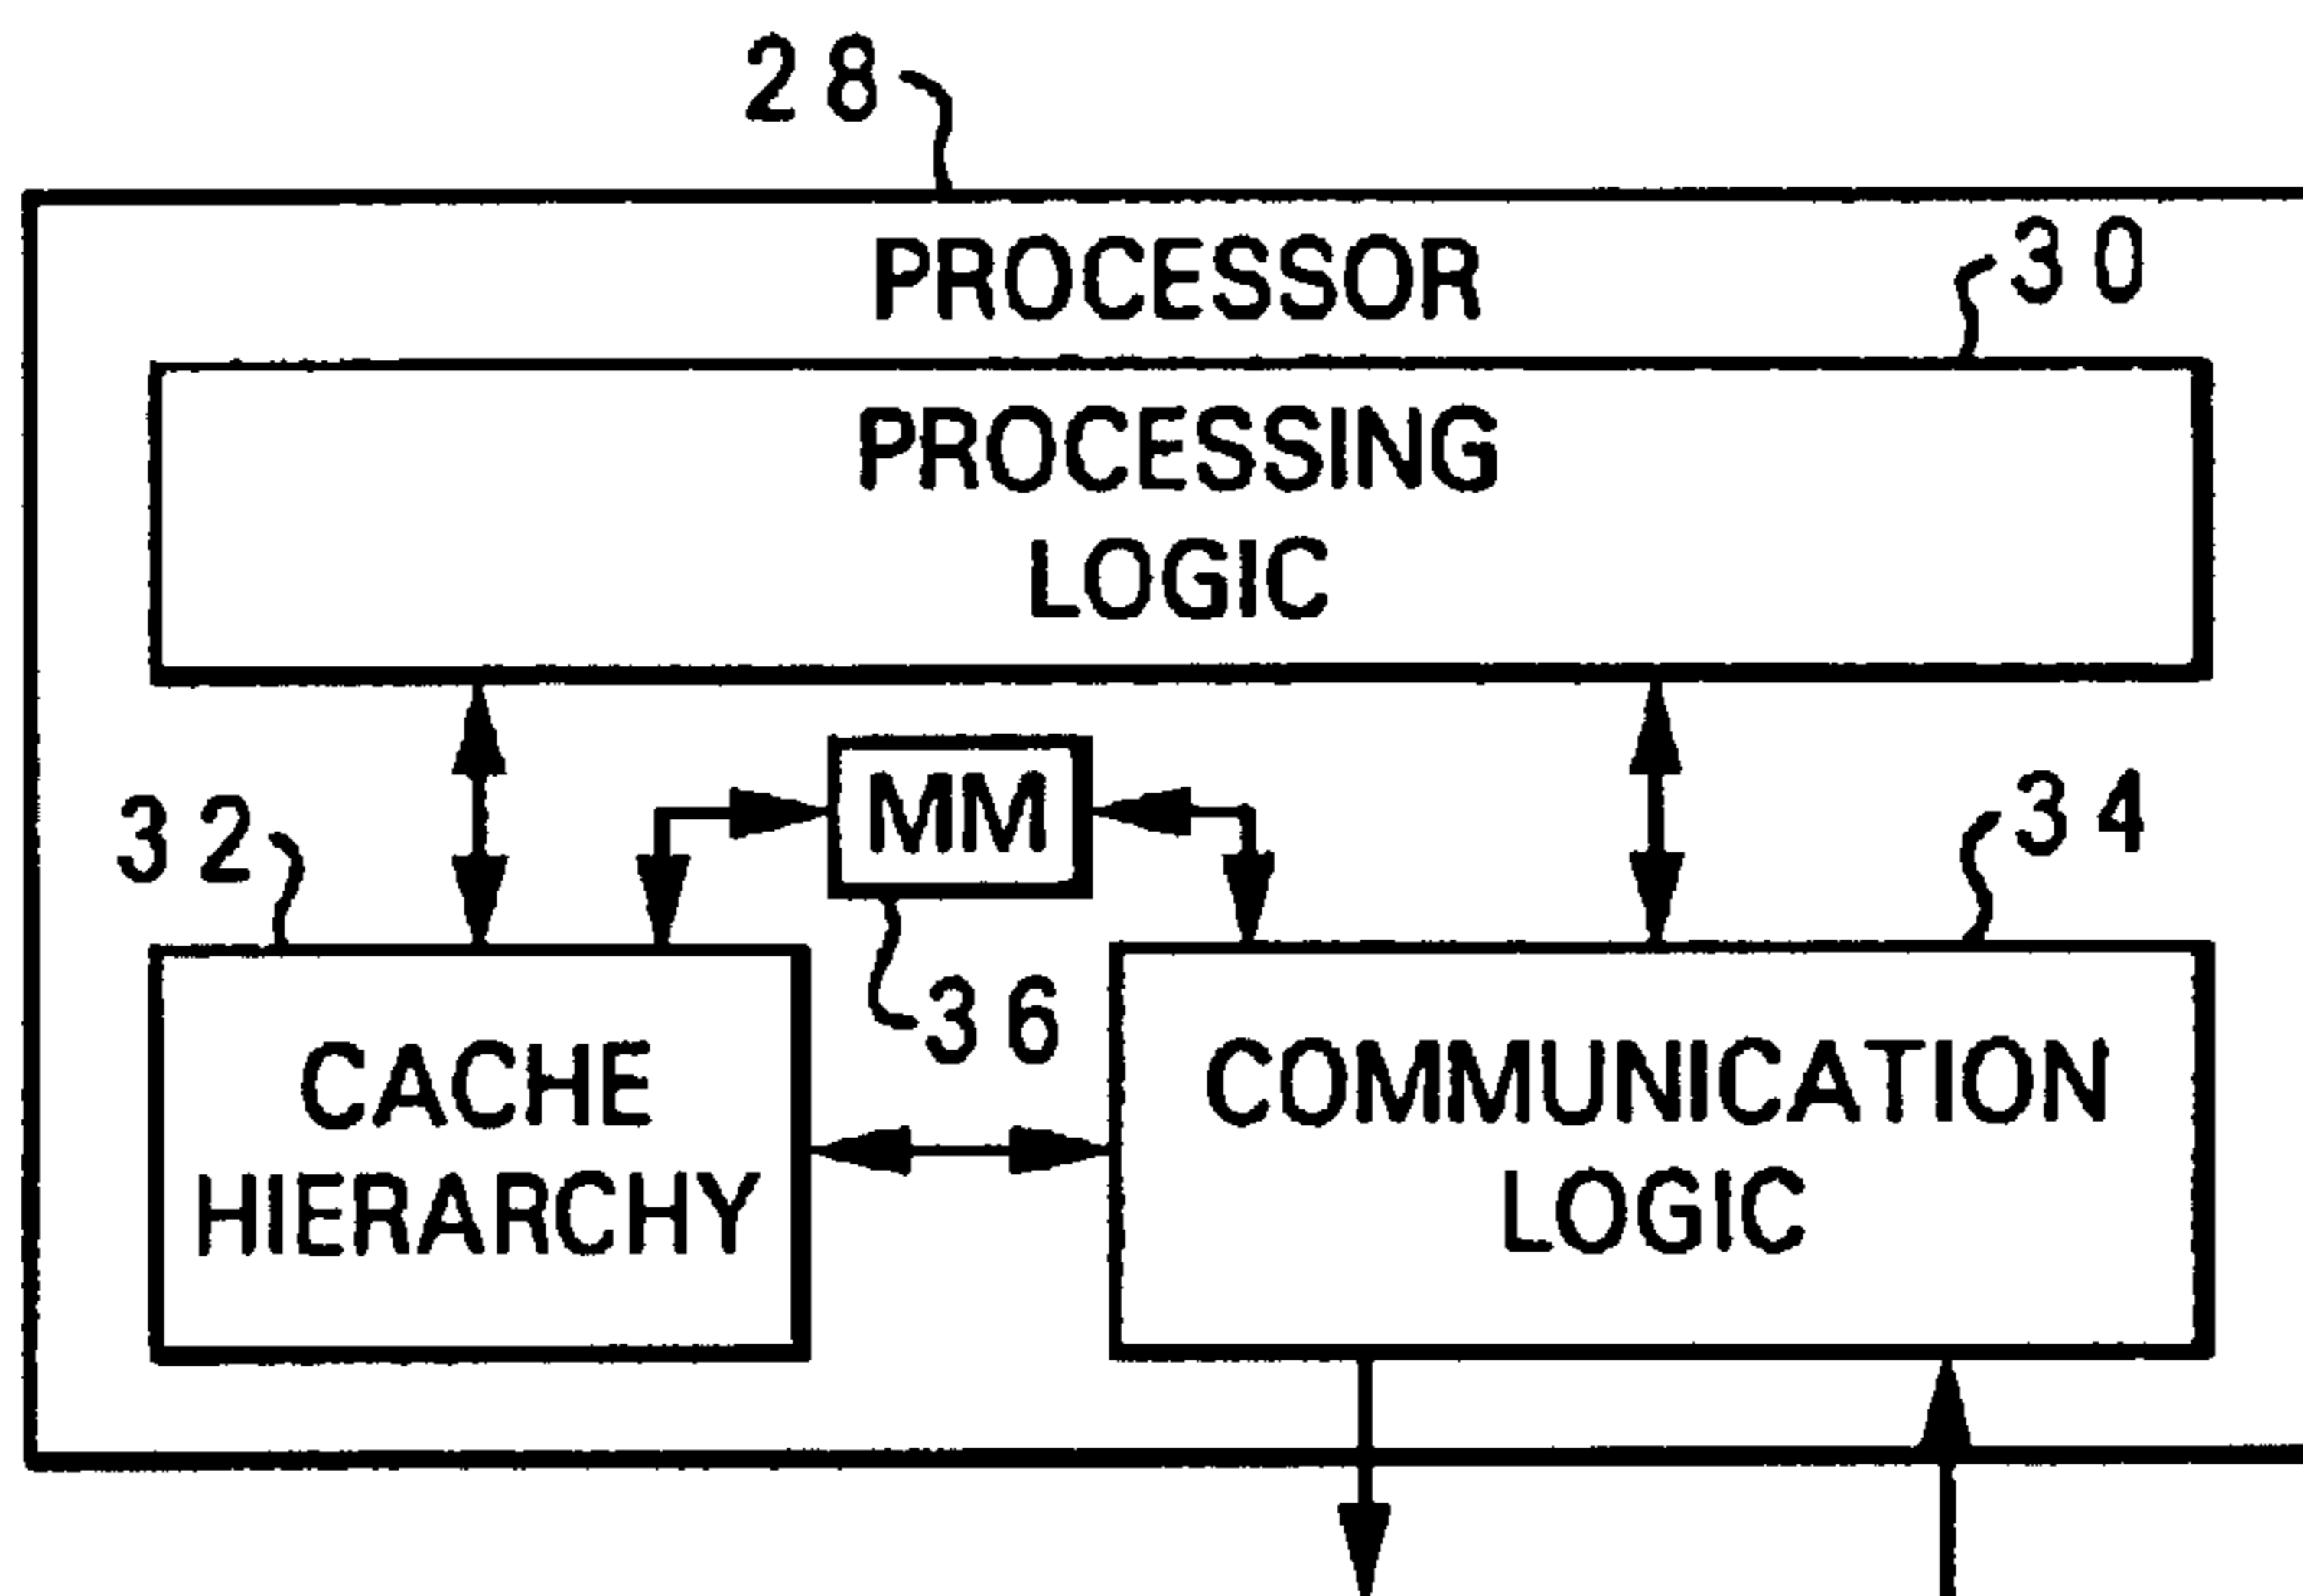 28
PROCESSOR
30
PROCESSING
LOGIC
32
MM
34
36
CACHE
HIERARCHY
COMMUNICATION
LOGIC